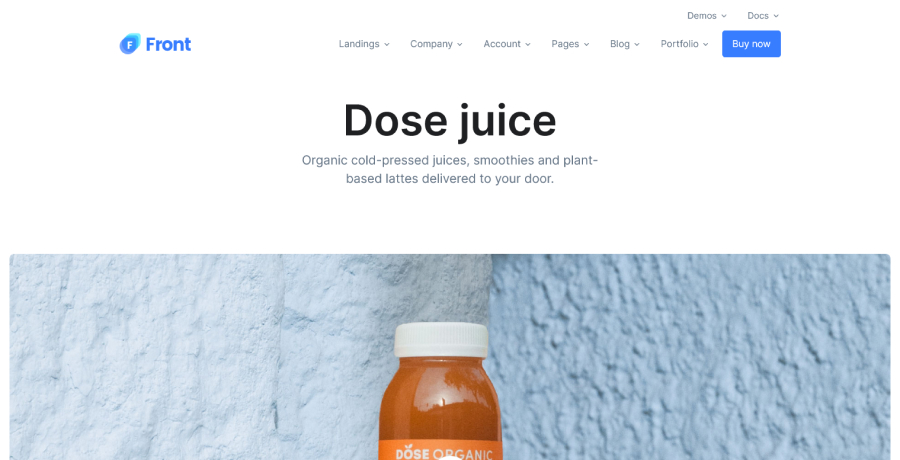 Demos Docs
F Front Landings Company Account Pages Blog Portfolio Buy now
Dose juice
Organic cold-pressed juices, smoothies and plant-
based lattes delivered to your door.
DOSE ORGANIC